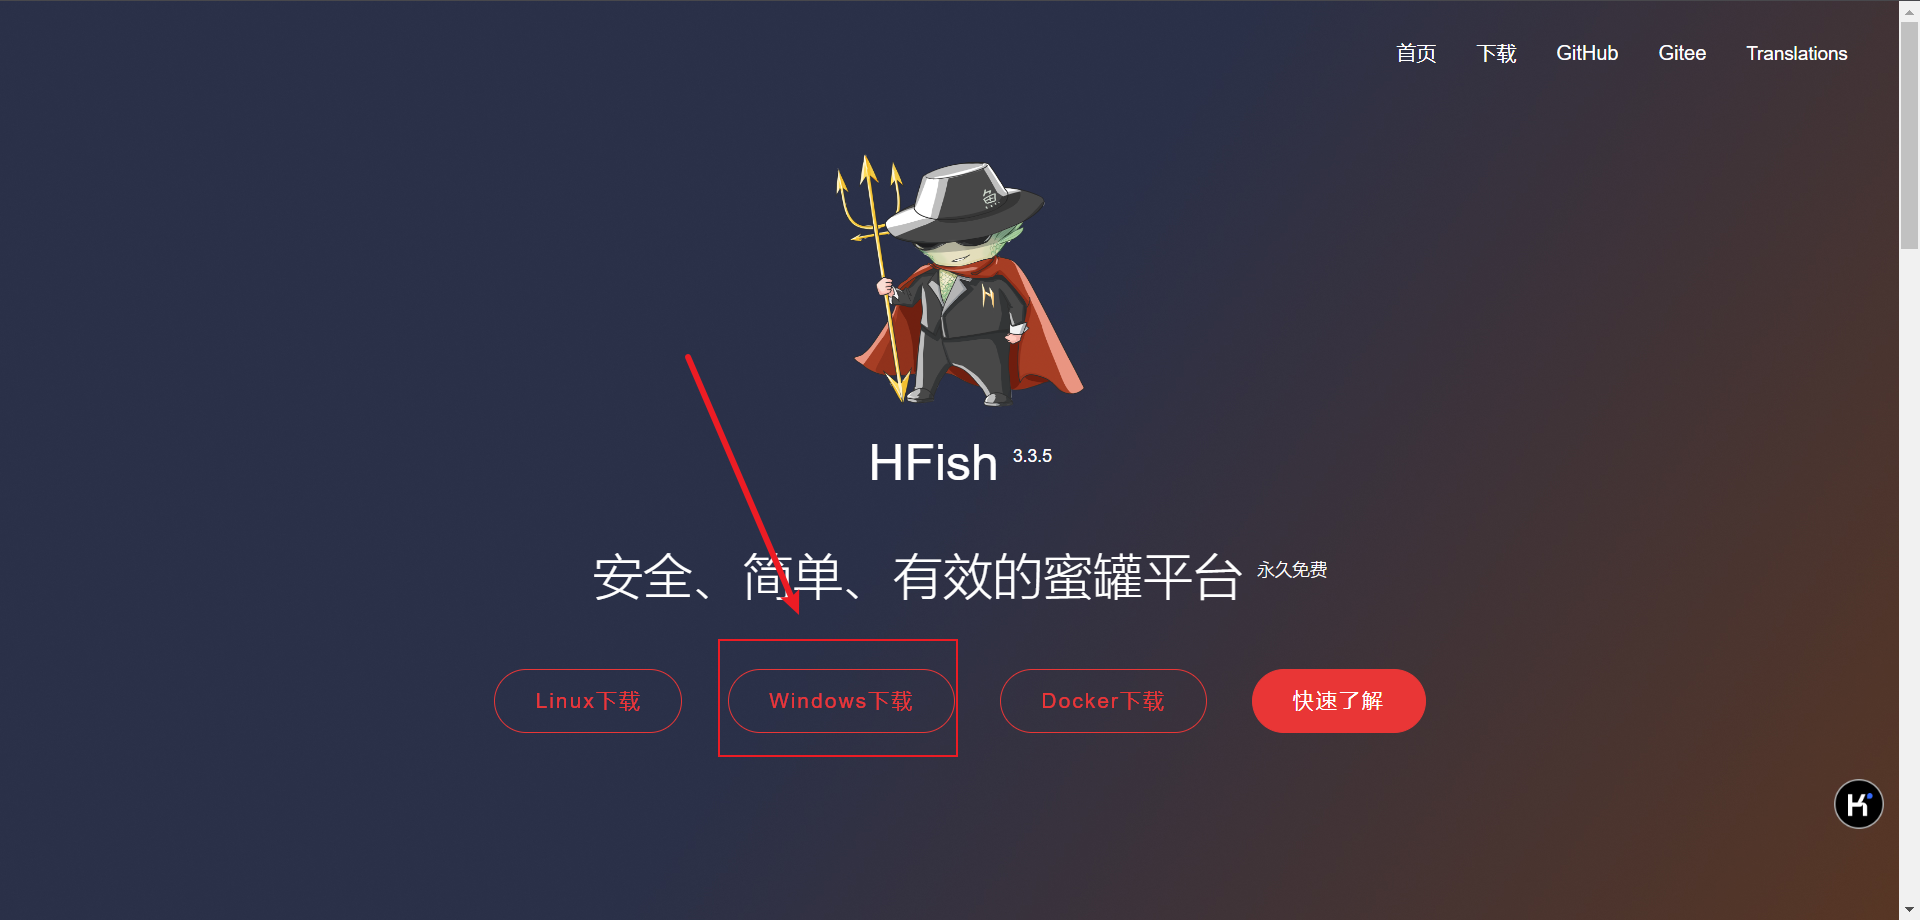 首页 下载 GitHub Gitee Translations
鱼
H
HFish 3.3.5
安全、简单、有效的蜜罐平台 永久免费
Linux下载 Windows下载 Docker下载 快速了解
K